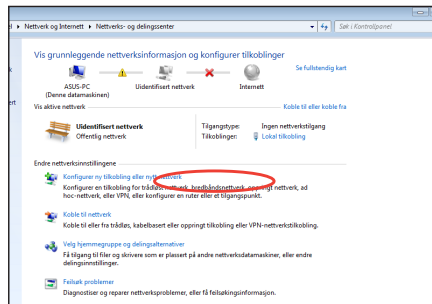 Nettverk og Internett ▸ Nettverks- og delingssenter
Søk i Kontrollpanel
Vis grunnleggende nettverksinformasjon og konfigurer tilkoblinger
Se fullstendig kart
ASUS-PC
(Denne datamaskinen)
Uidentifisert nettverk
Internett
Vis aktive nettverk
Koble til eller koble fra
Uidentifisert nettverk
Offentlig nettverk
Tilgangstype: Ingen nettverkstilgang
Tilkoblinger: Lokal tilkobling
Endre nettverksinnstillingene
Konfigurer ny tilkobling eller nytt nettverk
Konfigurer en tilkobling for trådløst nettverk, bredbåndsnettverk, oppringt nettverk, ad
hoc-nettverk, eller VPN, eller konfigurer en ruter eller et tilgangspunkt.
Koble til nettverk
Koble til eller fra trådløs, kabelbasert eller oppringt tilkobling eller VPN-nettverkstilkobling.
Velg hjemmegruppe og delingsalternativer
Få tilgang til filer og skrivere som er plassert på andre nettverksdatamaskiner, eller endre
delingsinnstillinger.
Feilsøk problemer
Diagnostiser og reparer nettverksproblemer, eller få feilsøkingsinformasjon.